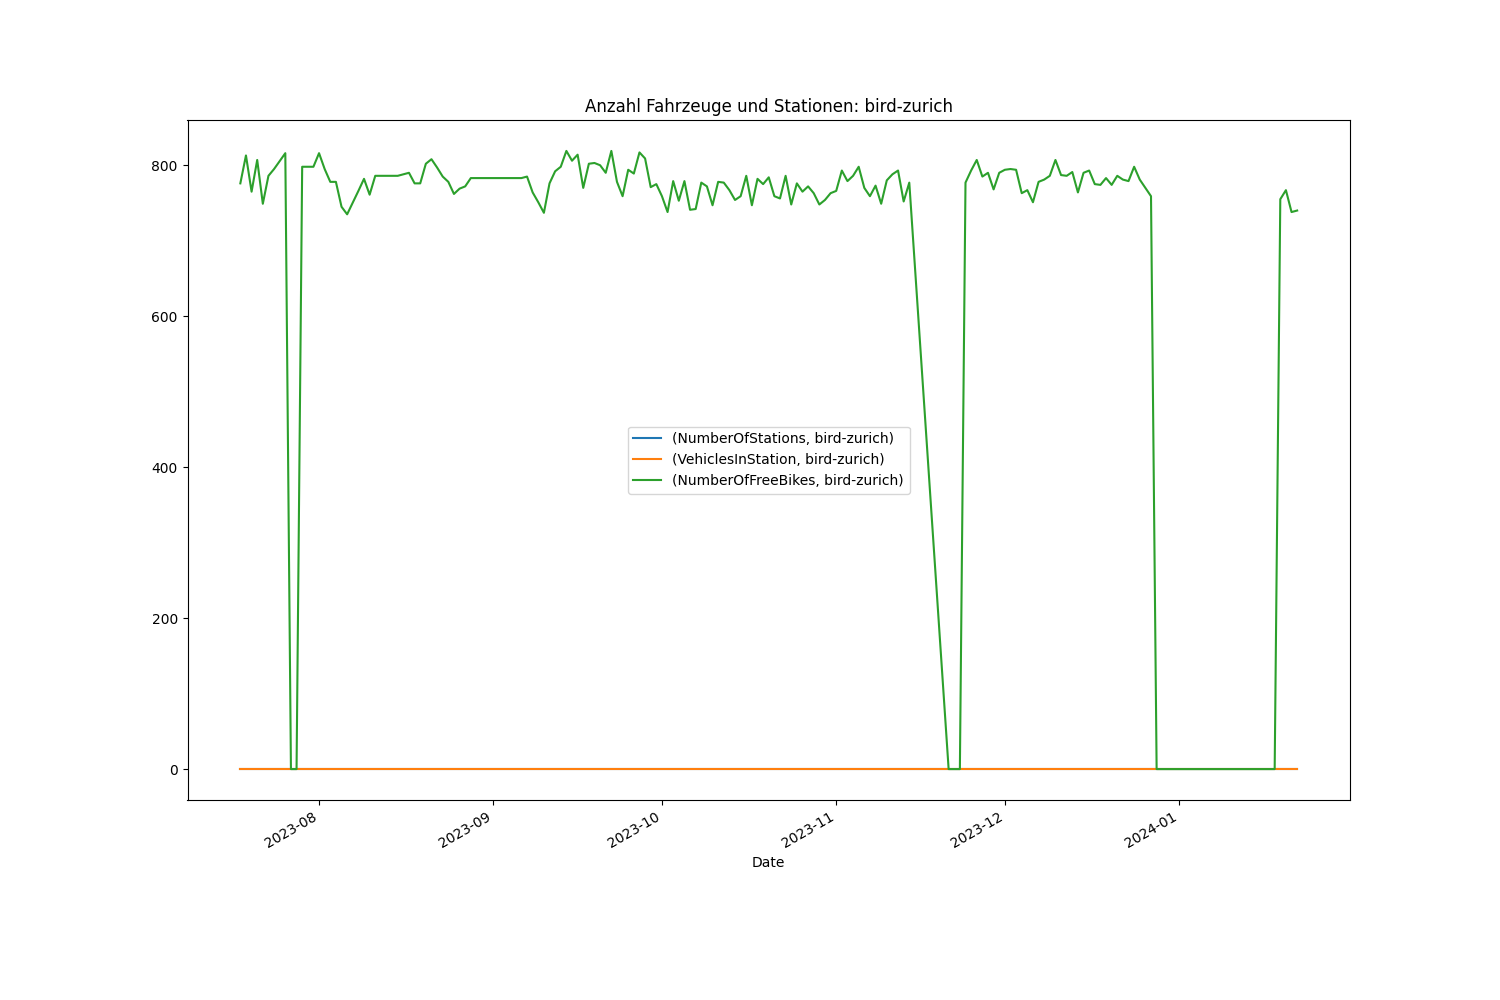 Anzahl Fahrzeuge und Stationen: bird-zurich
800
600
400
200
0
(NumberOfStations, bird-zurich)
(VehiclesInStation, bird-zurich)
(NumberOfFreeBikes, bird-zurich)
2023-08
2023-09
2023-10
2023-11
2023-12
2024-01
Date